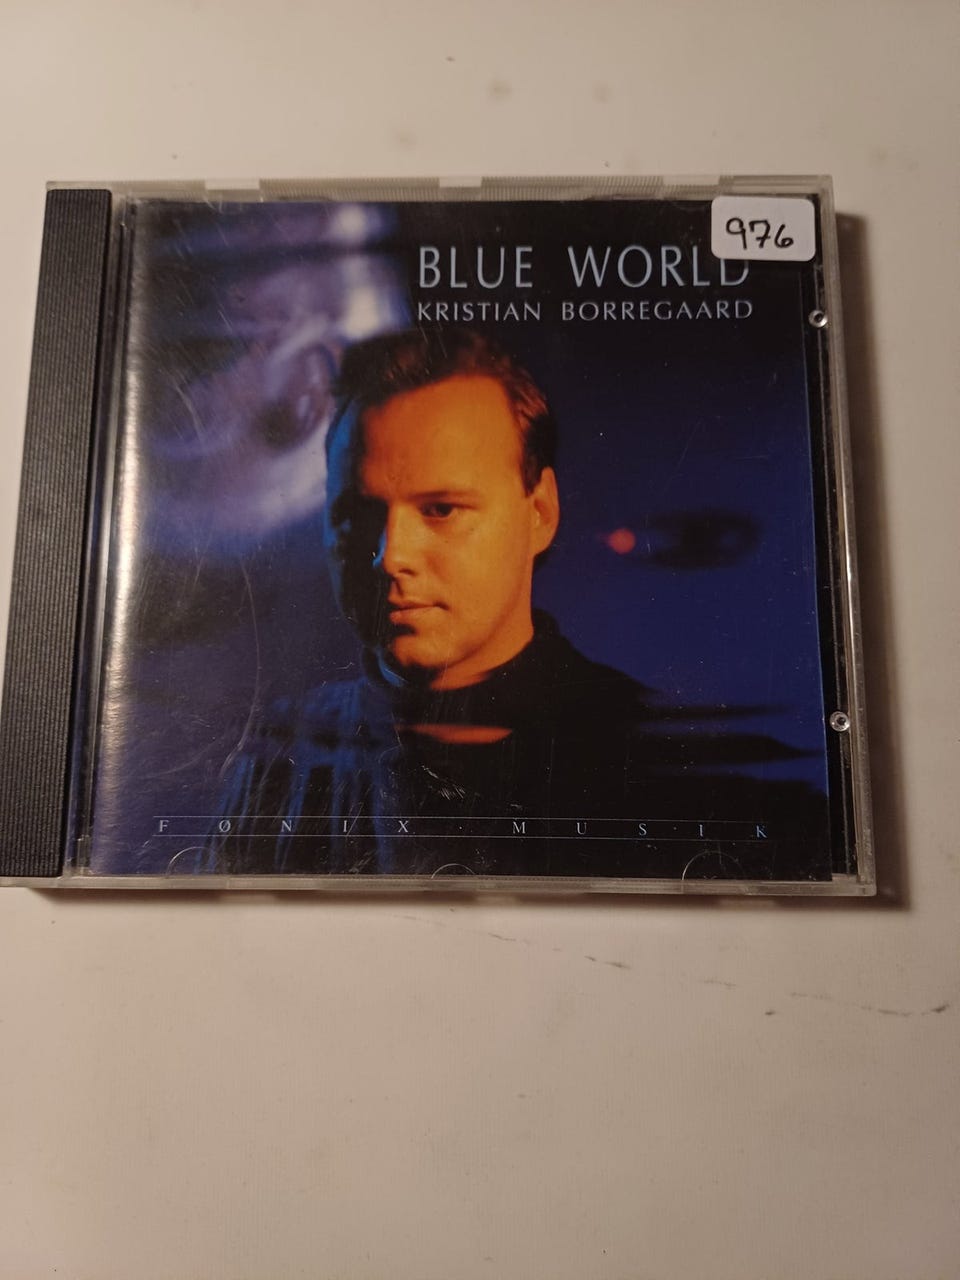 976
BLUE WORLD
KRISTIAN BORREGAARD
FØNIX · MUSIK